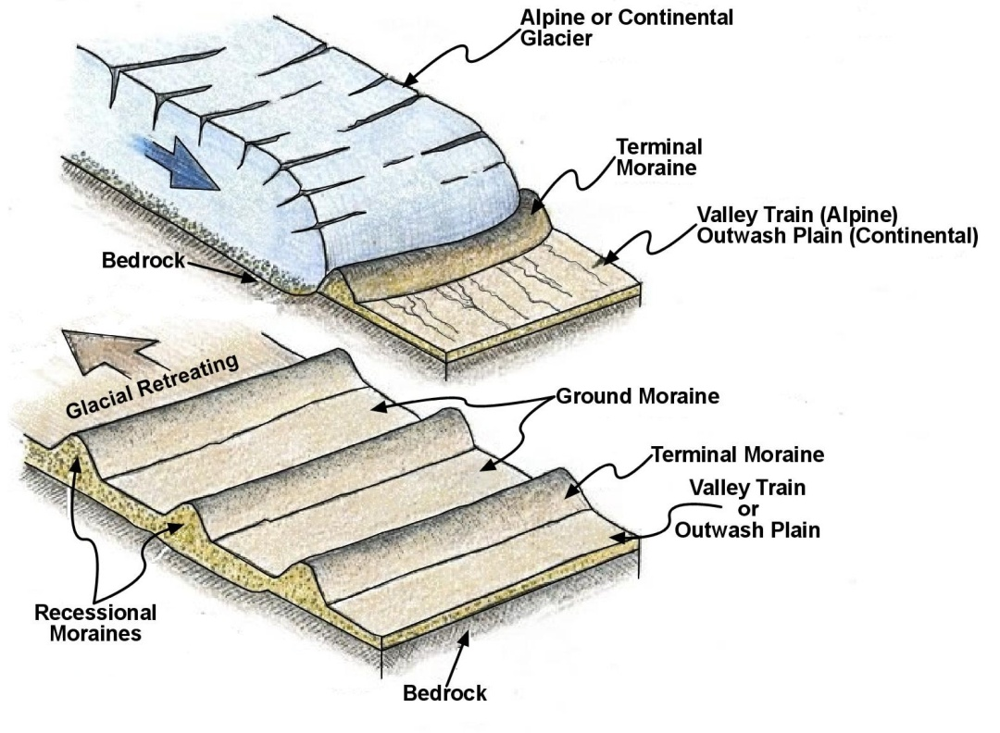 Alpine or Continental
Glacier
Terminal
Moraine
Valley Train (Alpine)
Outwash Plain (Continental)
Bedrock
Glacial Retreating
Ground Moraine
Terminal Moraine
Valley Train
or
Outwash Plain
Recessional
Moraines
Bedrock